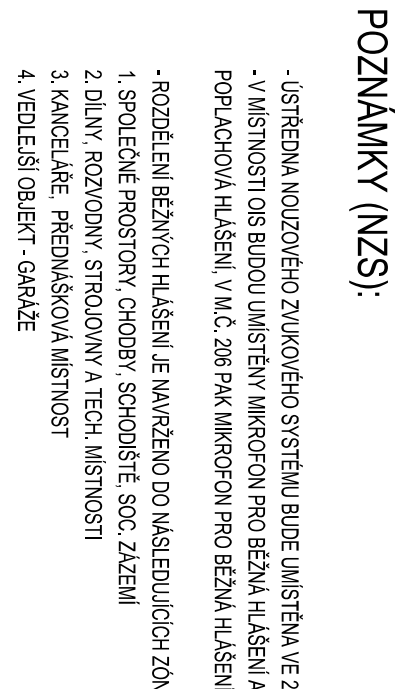 POZNÁMKY (NZS):
- ÚSTŘEDNA NOUZOVÉHO ZVUKOVÉHO SYSTÉMU BUDE UMÍSTĚNA VE 2
- V MÍSTNOSTI OIS BUDOU UMÍSTĚNY MIKROFON PRO BĚŽNÁ HLÁŠENÍ A
POPLACHOVÁ HLÁŠENÍ, V M.Č. 206 PAK MIKROFON PRO BĚŽNÁ HLÁŠENÍ
- ROZDĚLENÍ BĚŽNÝCH HLÁŠENÍ JE NAVRŽENO DO NÁSLEDUJÍCÍCH ZÓN
1. SPOLEČNÉ PROSTORY, CHODBY, SCHODIŠTĚ, SOC. ZÁZEMÍ
2. DÍLNY, ROZVODNY, STROJOVNY A TECH. MÍSTNOSTI
3. KANCELÁŘE, PŘEDNÁŠKOVÁ MÍSTNOST
4. VEDLEJŠÍ OBJEKT - GARÁŽE